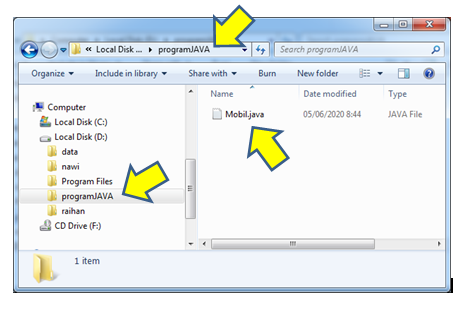 « Local Disk ... ▸ programJAVA
Search programJAVA
Organize Include in library Share with Burn New folder
Computer
Local Disk (C:)
Local Disk (D:)
data
nawi
Program Files
programJAVA
raihan
CD Drive (F:)
Name Date modified Type
Mobil.java 05/06/2020 8:44 JAVA File
1 item